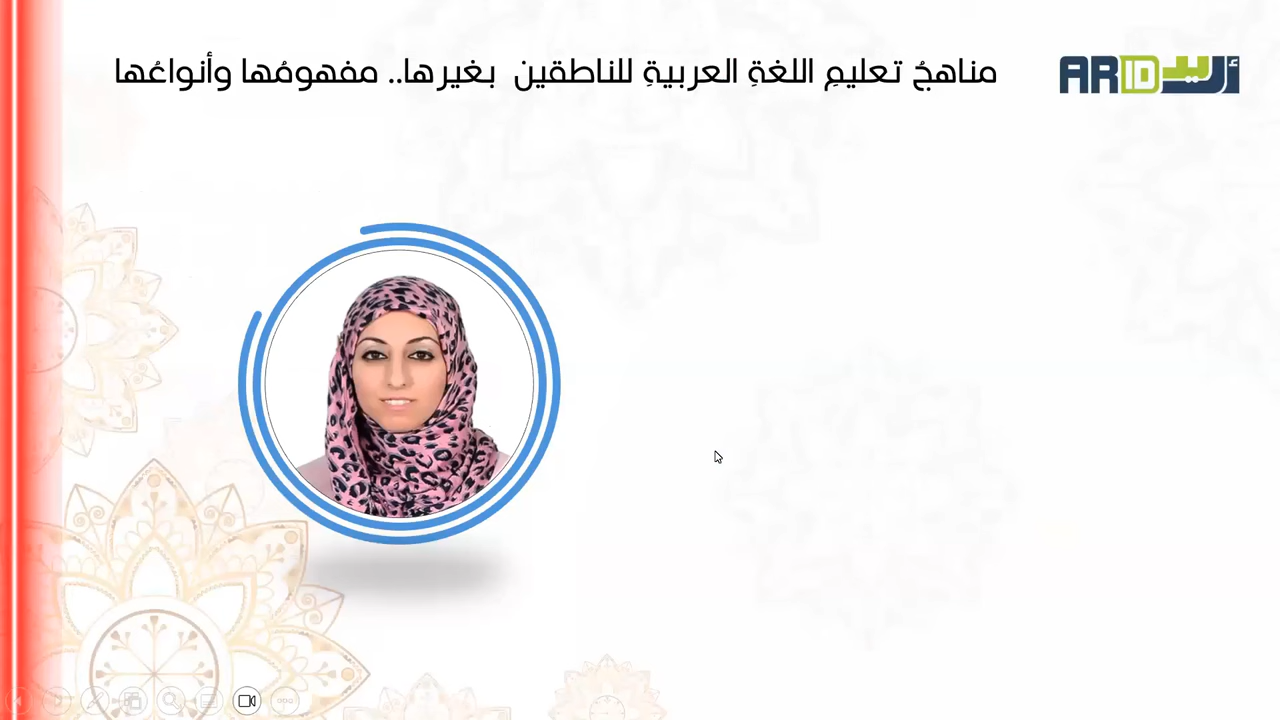 مناهجُ تعليمِ اللغةِ العربيةِ للناطقين بغيرها.. مفهومُها وأنواعُها
ARID أريد